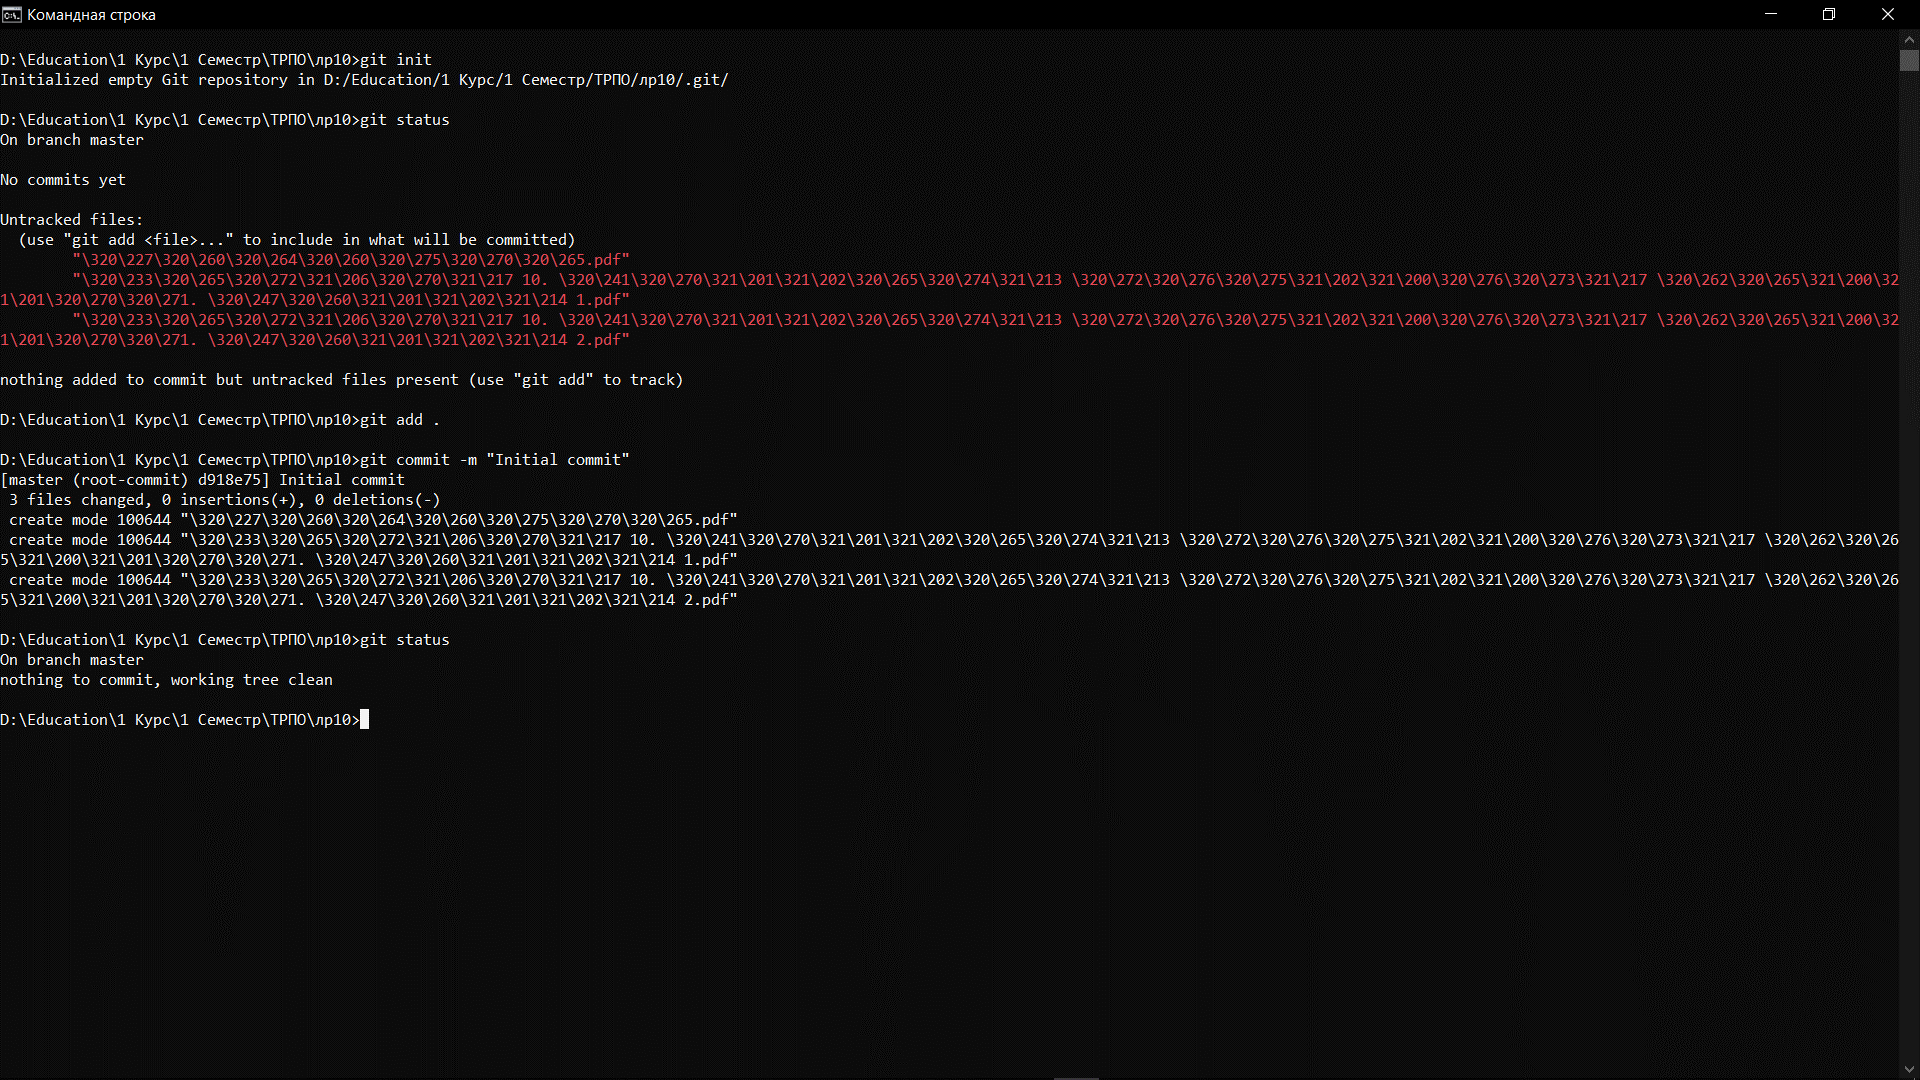 Командная строка
D:\Education\1 Курс\1 Семестр\ТРПО\лр10>git init
Initialized empty Git repository in D:/Education/1 Курс/1 Семестр/ТРПО/лр10/.git/
D:\Education\1 Курс\1 Семестр\ТРПО\лр10>git status
On branch master
No commits yet
Untracked files:
(use "git add <file>..." to include in what will be committed)
"\320\227\320\260\320\264\320\260\320\275\320\270\320\265.pdf"
"\320\233\320\265\320\272\321\206\320\270\321\217 10. \320\241\320\270\321\201\321\202\320\265\320\274\321\213 \320\272\320\276\320\275\321\202\321\200\320\276\320\273\321\217 \320\262\320\265\321\200\32
1\201\320\270\320\271. \320\247\320\260\321\201\321\202\321\214 1.pdf"
"\320\233\320\265\320\272\321\206\320\270\321\217 10. \320\241\320\270\321\201\321\202\320\265\320\274\321\213 \320\272\320\276\320\275\321\202\321\200\320\276\320\273\321\217 \320\262\320\265\321\200\32
1\201\320\270\320\271. \320\247\320\260\321\201\321\202\321\214 2.pdf"
nothing added to commit but untracked files present (use "git add" to track)
D:\Education\1 Курс\1 Семестр\ТРПО\лр10>git add .
D:\Education\1 Курс\1 Семестр\ТРПО\лр10>git commit -m "Initial commit"
[master (root-commit) d918e75] Initial commit
3 files changed, 0 insertions(+), 0 deletions(-)
create mode 100644 "\320\227\320\260\320\264\320\260\320\275\320\270\320\265.pdf"
create mode 100644 "\320\233\320\265\320\272\321\206\320\270\321\217 10. \320\241\320\270\321\201\321\202\320\265\320\274\321\213 \320\272\320\276\320\275\321\202\321\200\320\276\320\273\321\217 \320\262\320\26
5\321\200\321\201\320\270\320\271. \320\247\320\260\321\201\321\202\321\214 1.pdf"
create mode 100644 "\320\233\320\265\320\272\321\206\320\270\321\217 10. \320\241\320\270\321\201\321\202\320\265\320\274\321\213 \320\272\320\276\320\275\321\202\321\200\320\276\320\273\321\217 \320\262\320\26
5\321\200\321\201\320\270\320\271. \320\247\320\260\321\201\321\202\321\214 2.pdf"
D:\Education\1 Курс\1 Семестр\ТРПО\лр10>git status
On branch master
nothing to commit, working tree clean
D:\Education\1 Курс\1 Семестр\ТРПО\лр10>